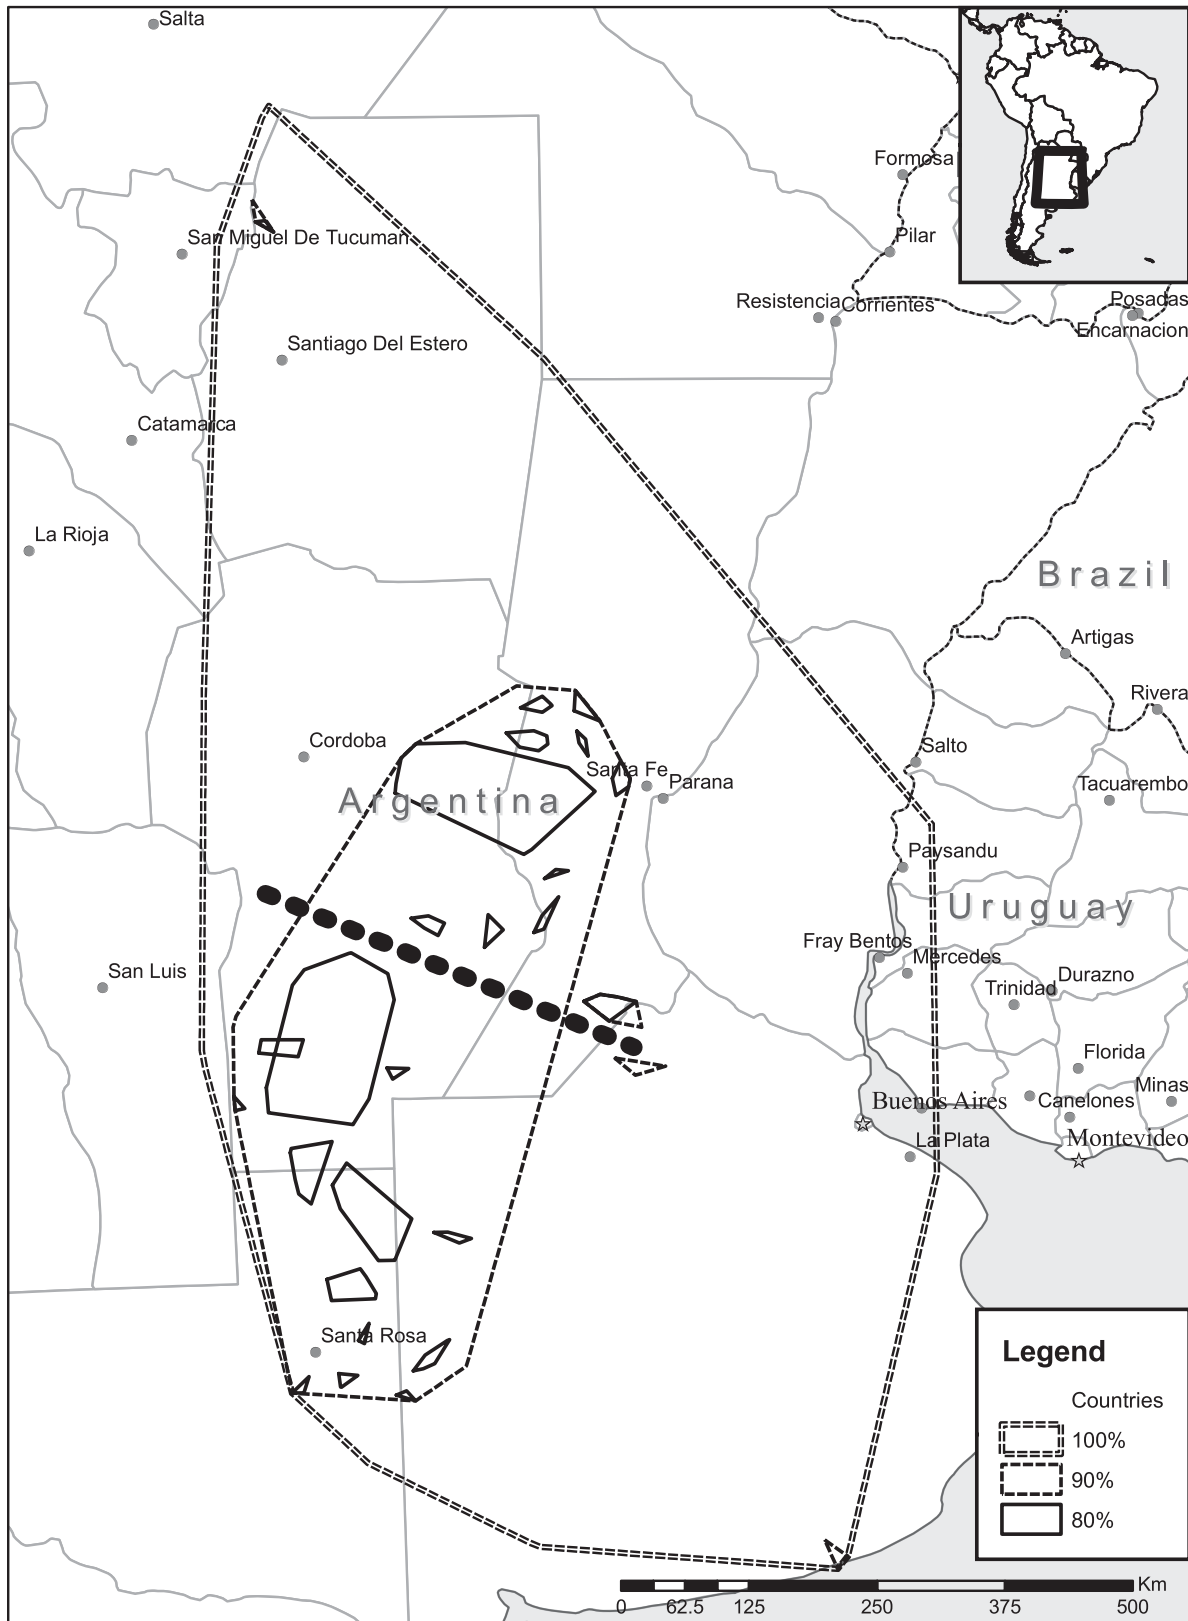 Salta
Formosa
San Miguel De Tucuman
Pilar
Resistencia
Corrientes
Posadas
Encarnacion
Santiago Del Estero
Catamarca
La Rioja
Brazil
Artigas
Rivera
Cordoba
Salto
Santa Fe
Parana
Tacuarembo
Argentina
Paysandu
Uruguay
Fray Bentos
Mercedes
San Luis
Durazno
Trinidad
Florida
Minas
Buenos Aires
Canelones
La Plata
Montevideo
Santa Rosa
Legend
Countries
100%
90%
80%
Km
0 62.5 125 250 375 500